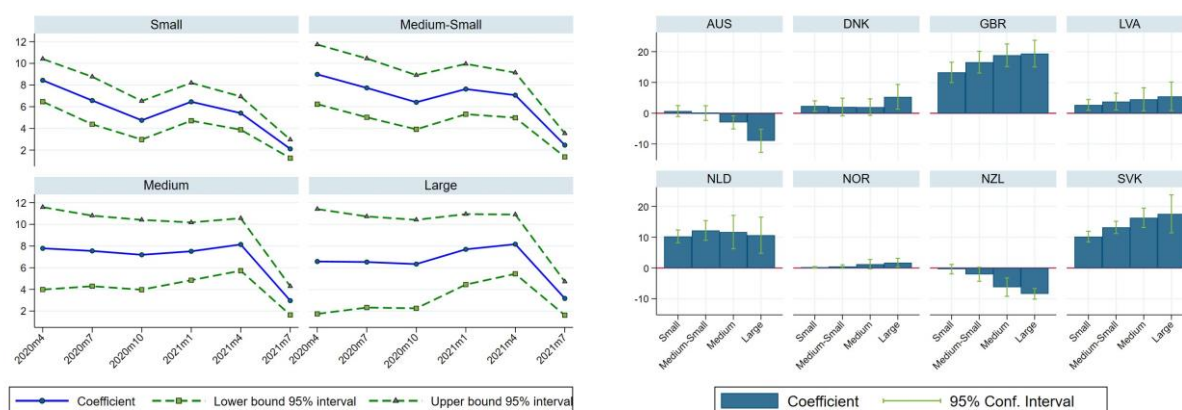 Small Medium-Small
12
10
8
6
4
2
Medium Large
12
10
8
6
4
2
2020m4 2020m7 2020m10 2021m1 2021m4 2021m7 2020m4 2020m7 2020m10 2021m1 2021m4 2021m7
Coefficient Lower bound 95% interval Upper bound 95% interval
AUS DNK GBR LVA
20
10
0
-10
NLD NOR NZL SVK
20
10
0
-10
Small Medium-Small Medium Large Small Medium-Small Medium Large Small Medium-Small Medium Large Small Medium-Small Medium Large
Coefficient 95% Conf. Interval